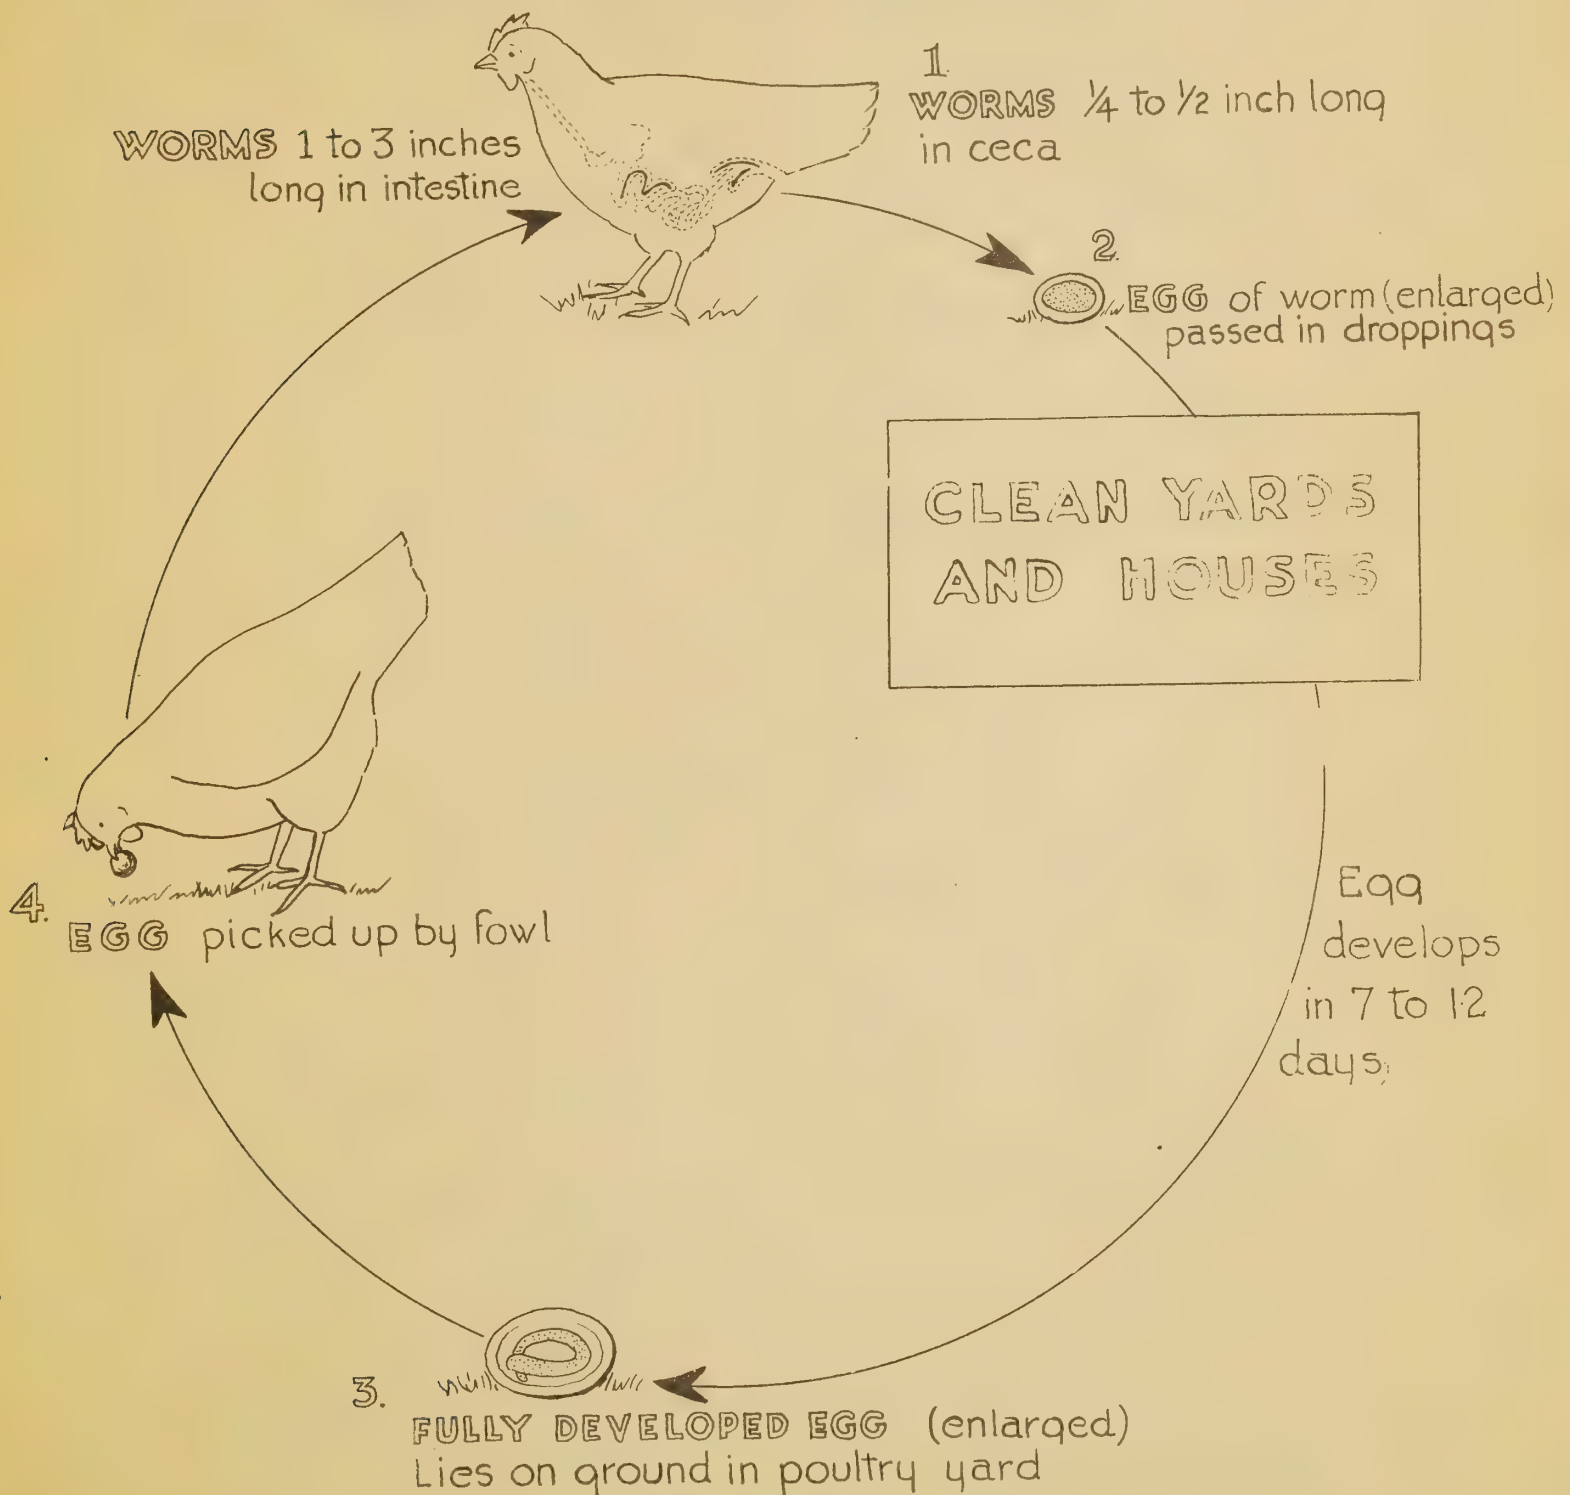 1.
WORMS 1/4 to 1/2 inch long
in ceca
WORMS 1 to 3 inches
long in intestine
2.
EGG of worm (enlarged)
passed in droppings
CLEAN YARDS
AND HOUSES
Egg
develops
in 7 to 12
days
3.
FULLY DEVELOPED EGG (enlarged)
Lies on ground in poultry yard
4.
EGG picked up by fowl